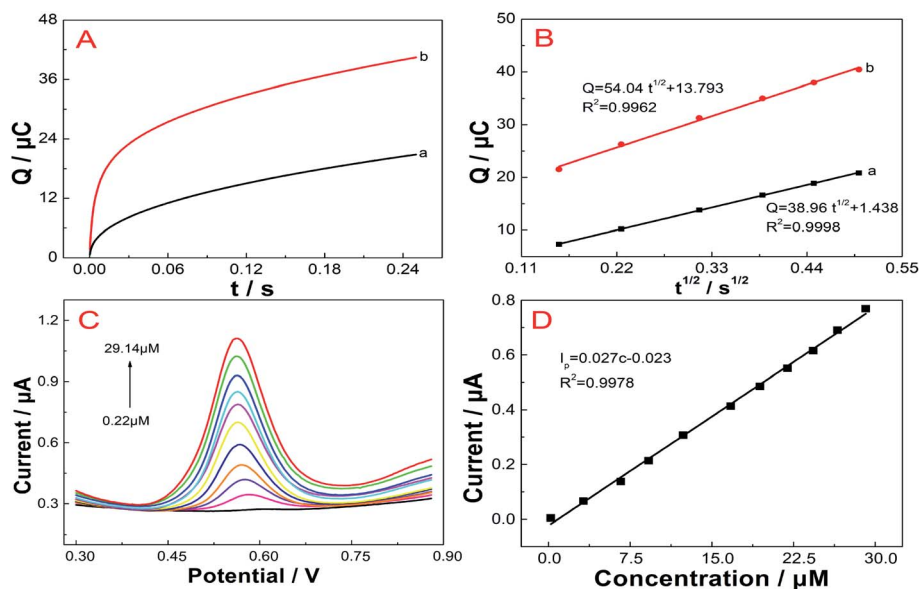 A
Q / µC
48
36
24
12
0
b
a
0.00 0.06 0.12 0.18 0.24
t / s
B
Q / µC
50
40
30
20
10
b
Q=54.04 t^1/2+13.793
R²=0.9962
a
Q=38.96 t^1/2+1.438
R²=0.9998
0.11 0.22 0.33 0.44 0.55
t^1/2 / s^1/2
C
Current / µA
1.2
0.9
0.6
0.3
29.14µM
0.22µM
0.30 0.45 0.60 0.75 0.90
Potential / V
D
Current / µA
0.8
0.6
0.4
0.2
0.0
Iₚ=0.027c-0.023
R²=0.9978
0.0 7.5 15.0 22.5 30.0
Concentration / µM